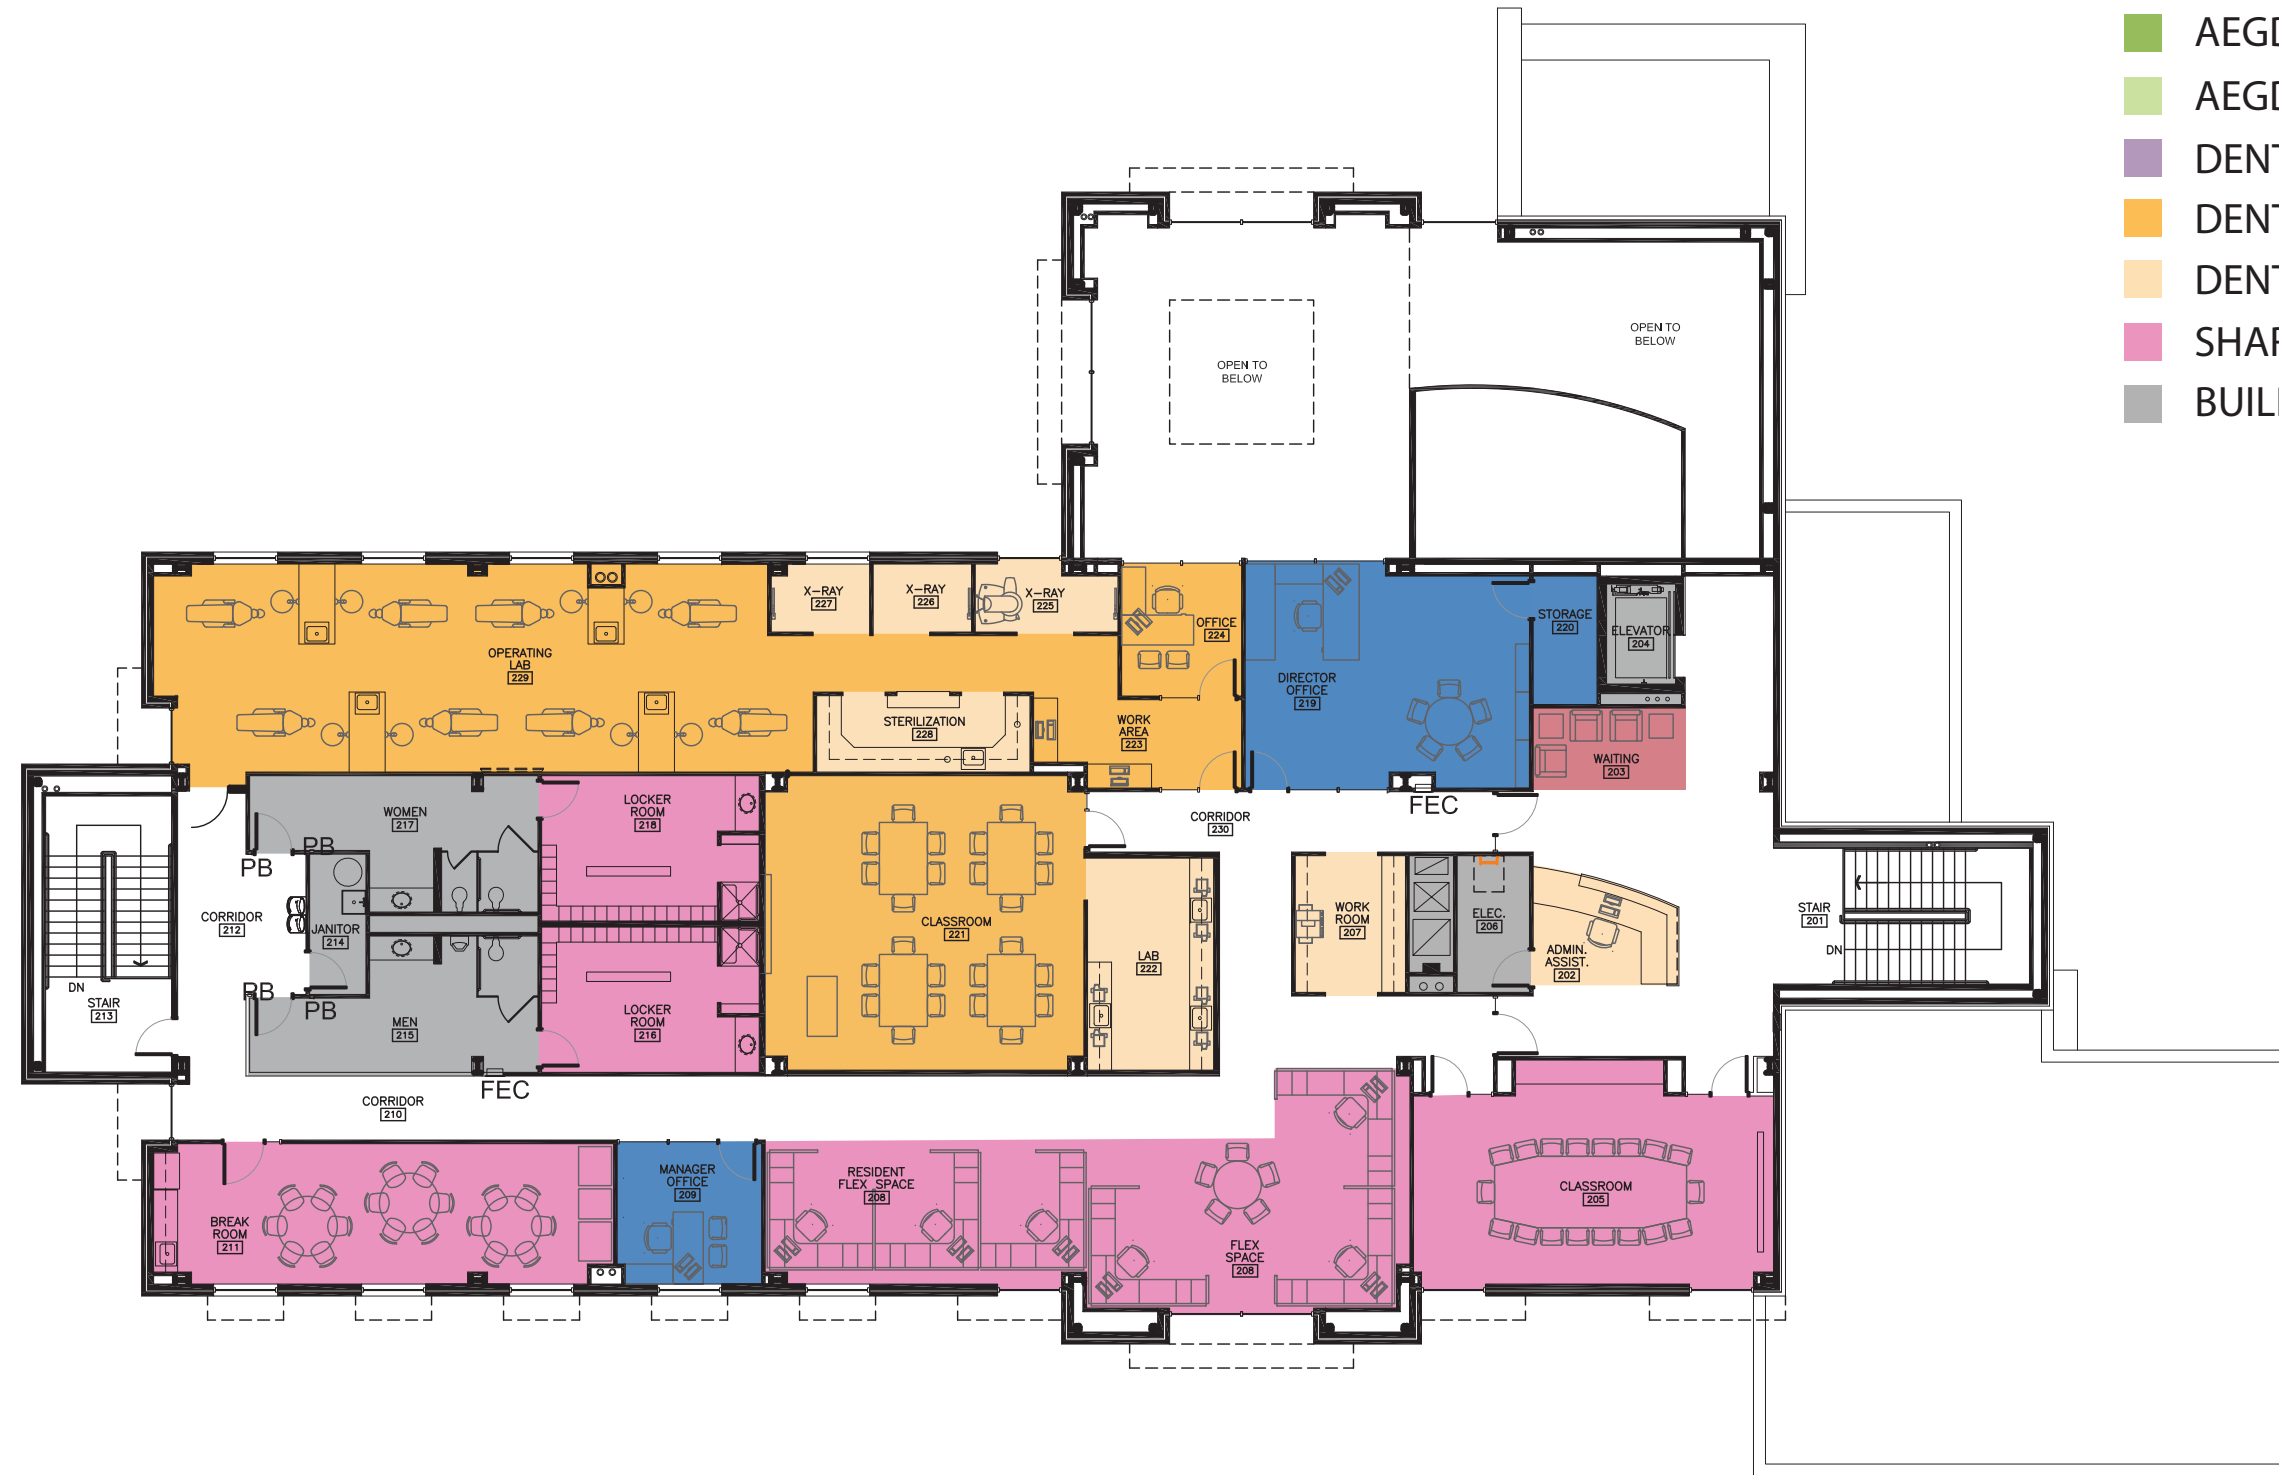 AEGD
AEGD
DENT
DENT
DENT
SHAR
BUILD
OPEN TO
BELOW
OPEN TO
BELOW
X-RAY
227
X-RAY
226
X-RAY
225
OFFICE
224
STORAGE
220
ELEVATOR
204
OPERATING
LAB
229
DIRECTOR
OFFICE
219
STERILIZATION
228
WORK
AREA
223
WAITING
203
WOMEN
217
LOCKER
ROOM
218
CORRIDOR
230
FEC
PB
PB
CORRIDOR
212
JANITOR
214
CLASSROOM
221
LAB
222
WORK
ROOM
207
ELEC.
206
ADMIN.
ASSIST.
202
STAIR
201
DN
DN
STAIR
213
PB
PB
MEN
215
LOCKER
ROOM
216
FEC
CORRIDOR
210
BREAK
ROOM
211
MANAGER
OFFICE
209
RESIDENT
FLEX SPACE
208
FLEX
SPACE
208
CLASSROOM
205